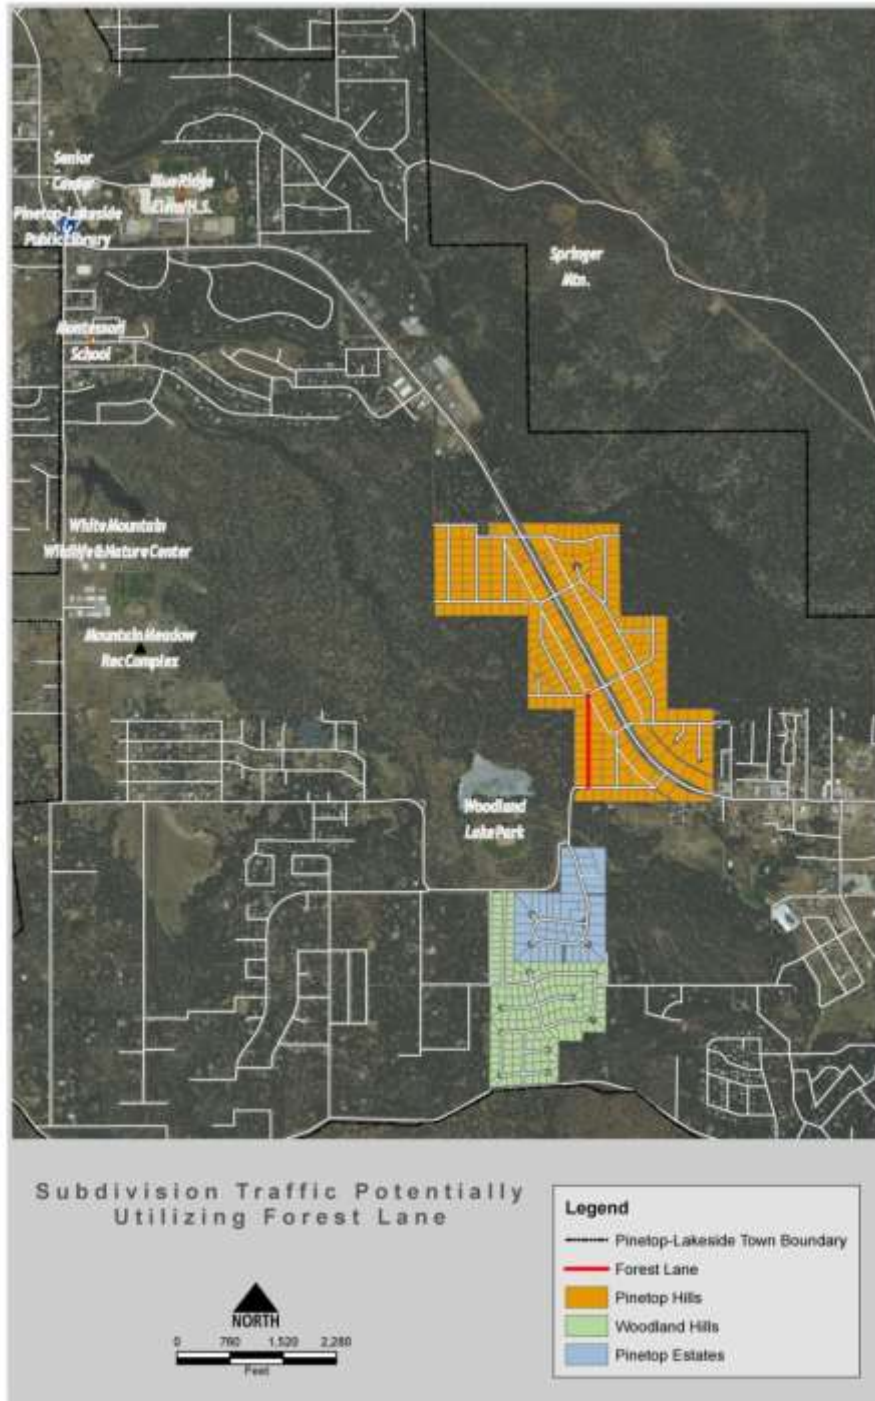 Senior
Center
Blue Ridge
Elem/H.S.
Pinetop-Lakeside
Public Library
Springer
Mtn.
Montessori
School
White Mountain
Wildlife & Nature Center
Mountain Meadow
Rec Complex
Woodland
Lake Park
Subdivision Traffic Potentially
Utilizing Forest Lane
NORTH
0 760 1,520 2,280
Feet
Legend
Pinetop-Lakeside Town Boundary
Forest Lane
Pinetop Hills
Woodland Hills
Pinetop Estates